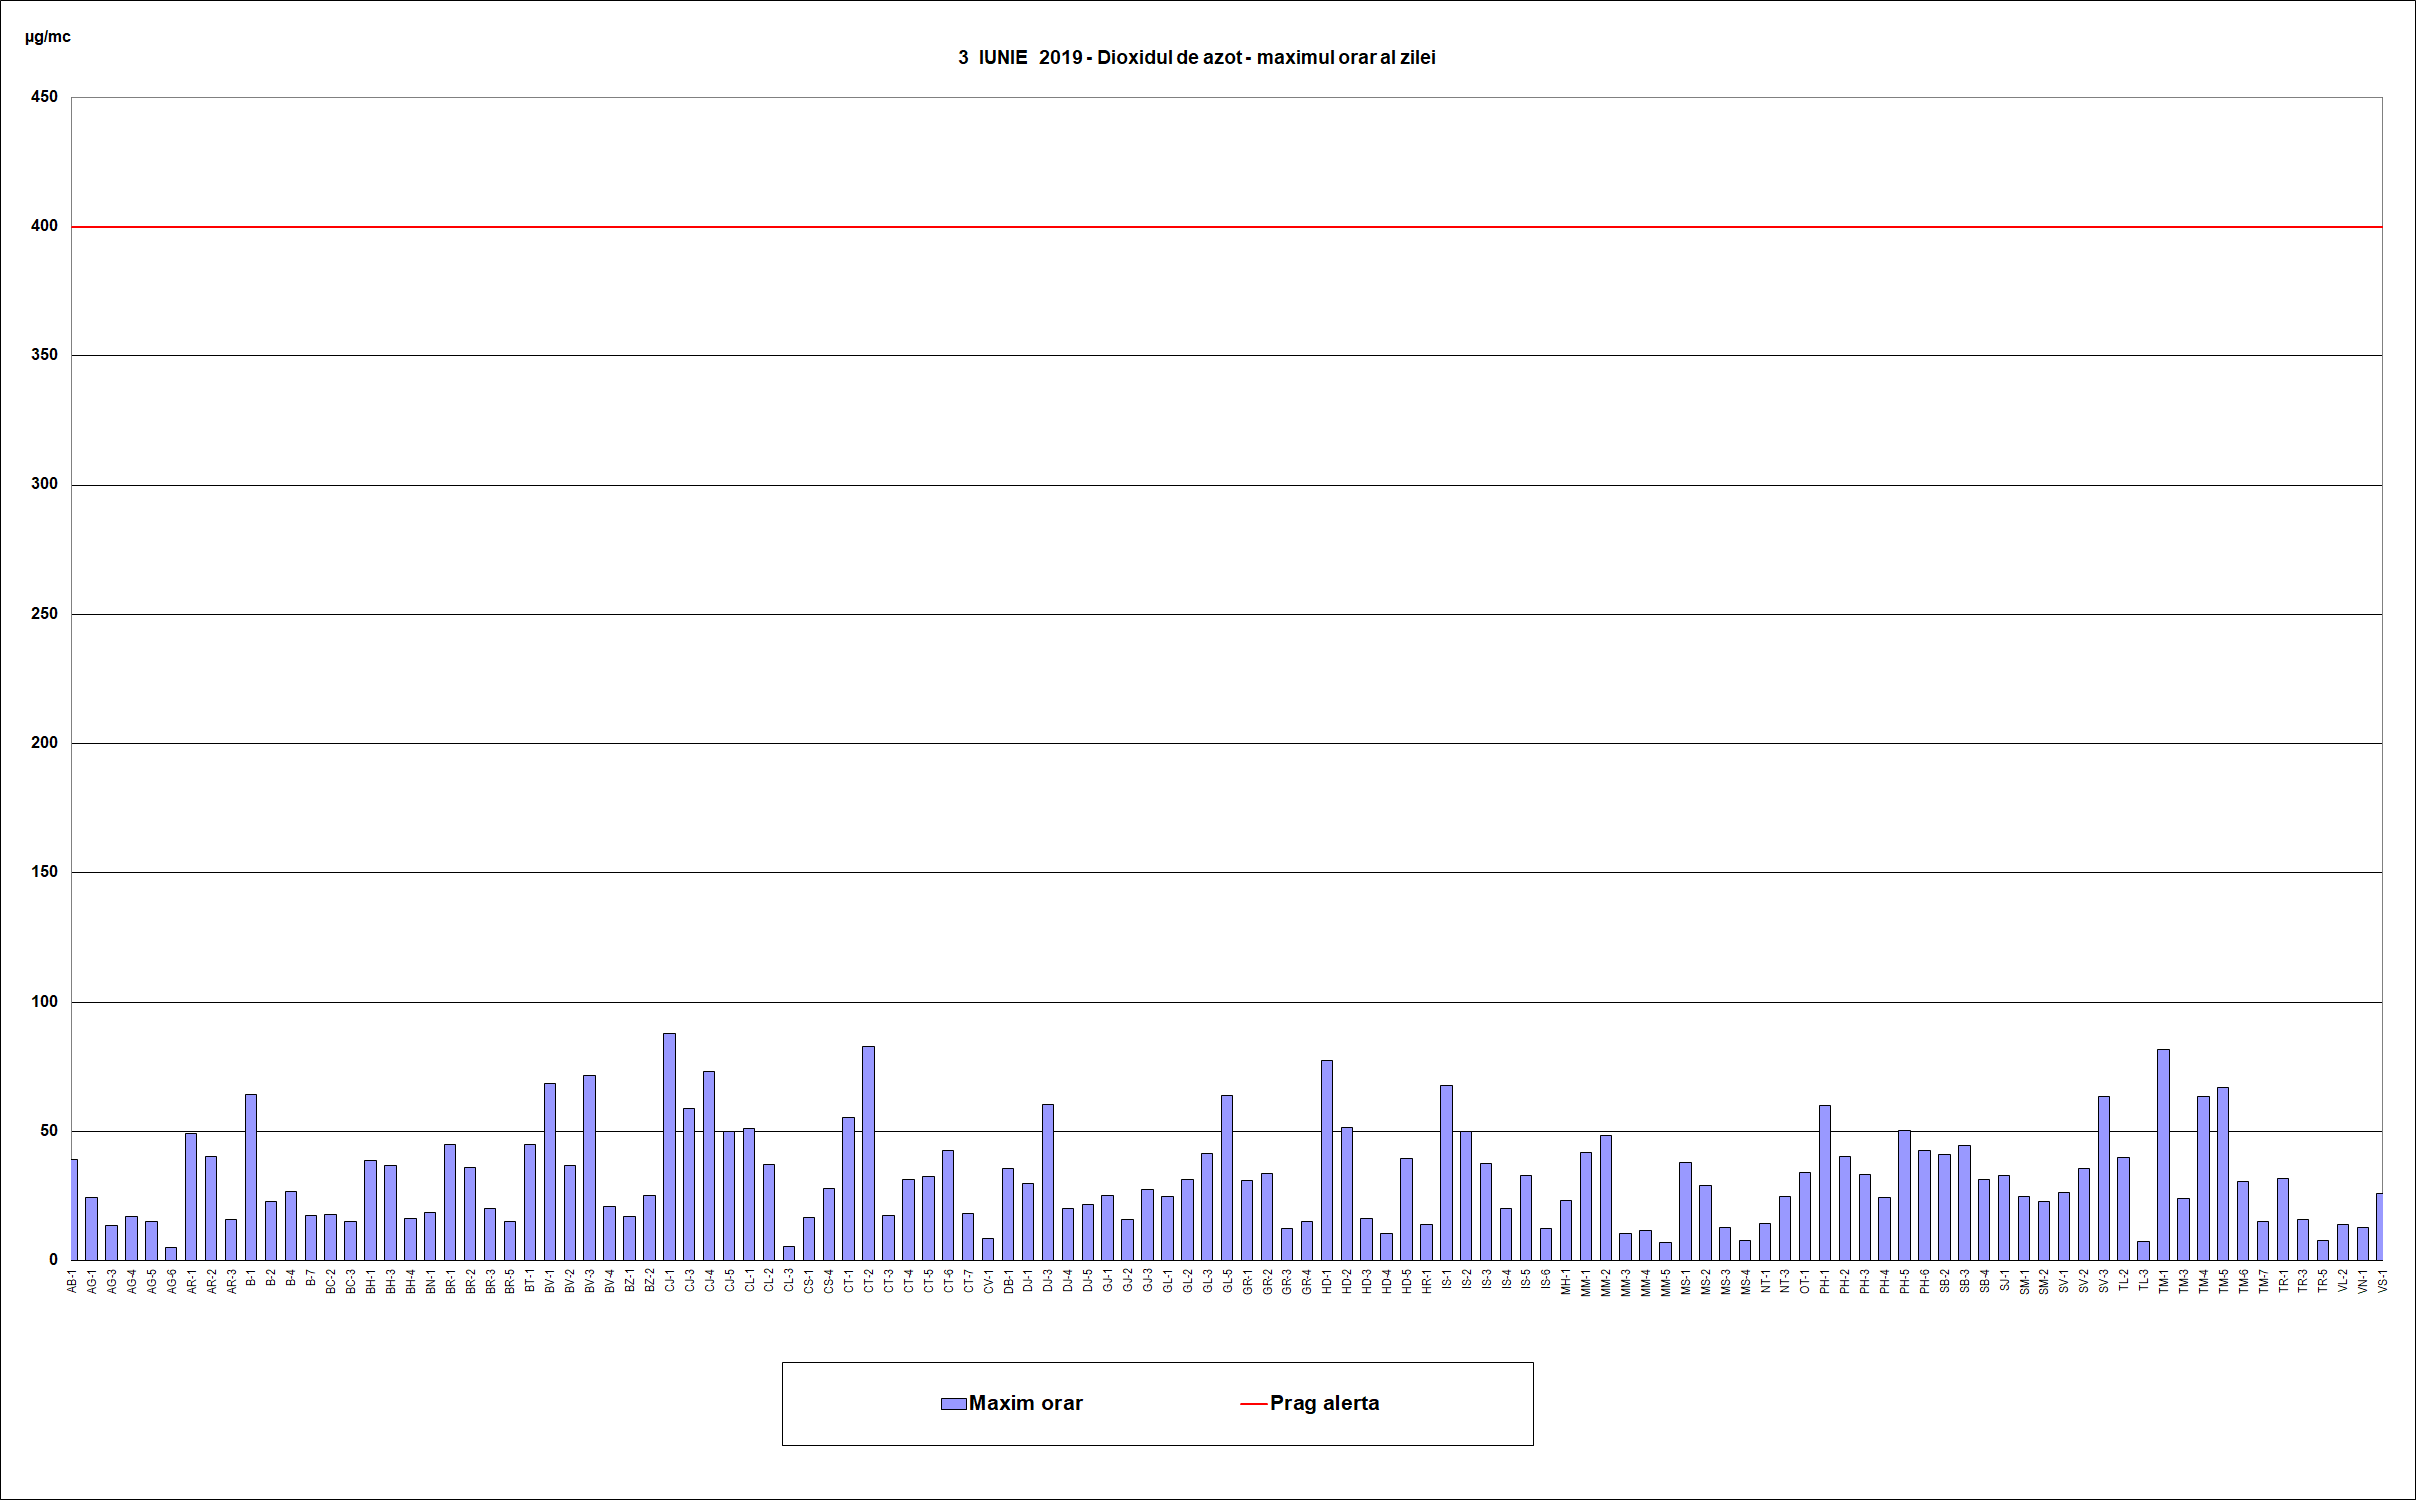 µg/mc
3 IUNIE 2019 - Dioxidul de azot - maximul orar al zilei
450
400
350
300
250
200
150
100
50
0
AB-1 AG-1 AG-3 AG-4 AG-5 AG-6 AR-1 AR-2 AR-3 B-1 B-2 B-4 B-7 BC-2 BC-3 BH-1 BH-3 BH-4 BN-1 BR-1 BR-2 BR-3 BR-5 BT-1 BV-1 BV-2 BV-3 BV-4 BZ-1 BZ-2 CJ-1 CJ-3 CJ-4 CJ-5 CL-1 CL-2 CL-3 CS-1 CS-4 CT-1 CT-2 CT-3 CT-4 CT-5 CT-6 CT-7 CV-1 DB-1 DJ-1 DJ-3 DJ-4 DJ-5 GJ-1 GJ-2 GJ-3 GL-1 GL-2 GL-3 GL-5 GR-1 GR-2 GR-3 GR-4 HD-1 HD-2 HD-3 HD-4 HD-5 HR-1 IS-1 IS-2 IS-3 IS-4 IS-5 IS-6 MH-1 MM-1 MM-2 MM-3 MM-4 MM-5 MS-1 MS-2 MS-3 MS-4 NT-1 NT-3 OT-1 PH-1 PH-2 PH-3 PH-4 PH-5 PH-6 SB-2 SB-3 SB-4 SJ-1 SM-1 SM-2 SV-1 SV-2 SV-3 TL-2 TL-3 TM-1 TM-3 TM-4 TM-5 TM-6 TM-7 TR-1 TR-3 TR-5 VL-2 VN-1 VS-1
Maxim orar Prag alerta